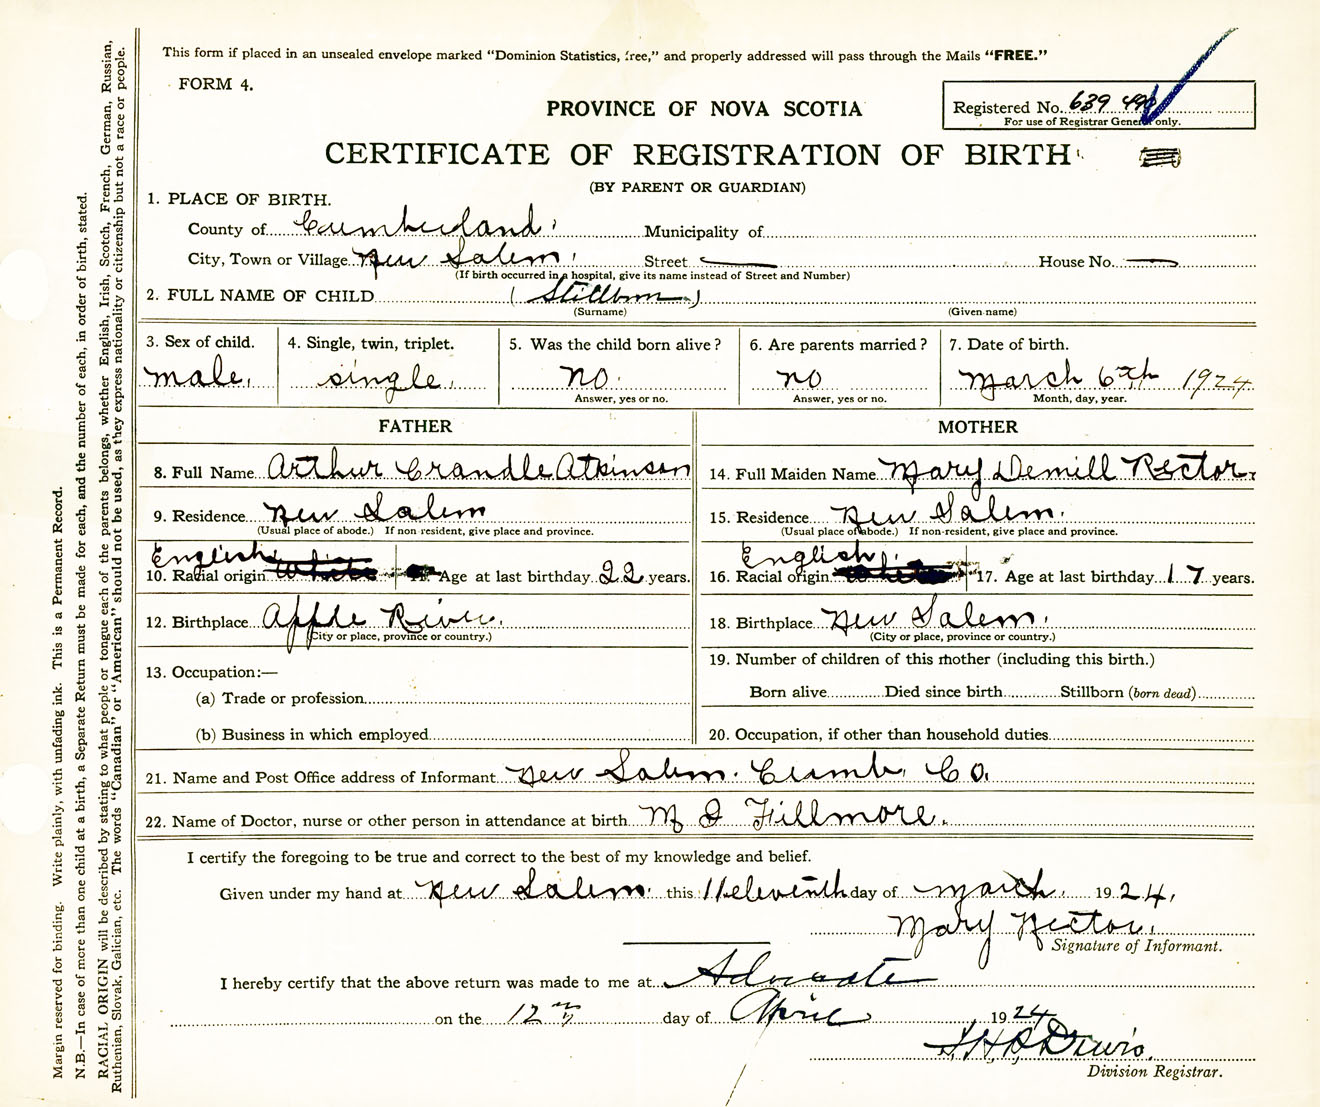 This form if placed in an unsealed envelope marked "Dominion Statistics, free," and properly addressed will pass through the Mails "FREE."
FORM 4.
Registered No. 639 490
For use of Registrar General only.
PROVINCE OF NOVA SCOTIA
CERTIFICATE OF REGISTRATION OF BIRTH
(BY PARENT OR GUARDIAN)
1. PLACE OF BIRTH.
County of Cumberland. Municipality of
City, Town or Village New Salem. Street — House No. —
(If birth occurred in a hospital, give its name instead of Street and Number)
2. FULL NAME OF CHILD (Stillborn)
(Surname) (Given name)
3. Sex of child. 4. Single, twin, triplet. 5. Was the child born alive? 6. Are parents married? 7. Date of birth.
male. single. no. no March 6th 1924
Answer, yes or no. Answer, yes or no. Month, day, year.
FATHER MOTHER
8. Full Name Arthur Crandle Atkinson 14. Full Maiden Name Mary Demill Rector
9. Residence New Salem 15. Residence New Salem.
(Usual place of abode.) If non resident, give place and province. (Usual place of abode.) If non-resident, give place and province.
English English
10. Racial origin White 11. Age at last birthday 22 years. 16. Racial origin White 17. Age at last birthday 17 years.
12. Birthplace Apple River. 18. Birthplace New Salem.
(City or place, province or country.) (City or place, province or country.)
13. Occupation:— 19. Number of children of this mother (including this birth.)
(a) Trade or profession Born alive Died since birth Stillborn (born dead)
(b) Business in which employed 20. Occupation, if other than household duties
21. Name and Post Office address of Informant New Salem. Cumb. Co.
22. Name of Doctor, nurse or other person in attendance at birth Fillmore.
I certify the foregoing to be true and correct to the best of my knowledge and belief.
Given under my hand at New Salem. this 11eleventh day of March. 1924.
Mary Rector.
Signature of Informant.
I hereby certify that the above return was made to me at Advocate
on the 12th day of April 1924
Dewis.
Division Registrar.
Margin reserved for binding. Write plainly, with unfading ink. This is a Permanent Record.
N.B.—In case of more than one child at a birth, a Separate Return must be made for each, and the number of each, in order of birth, stated.
RACIAL ORIGIN will be described by stating to what people or tongue each of the parents belongs, whether English, Irish, Scotch, French, German, Russian,
Ruthenian, Slovak, Galician, etc. The words "Canadian" or "American" should not be used, as they express nationality or citizenship but not a race or people.